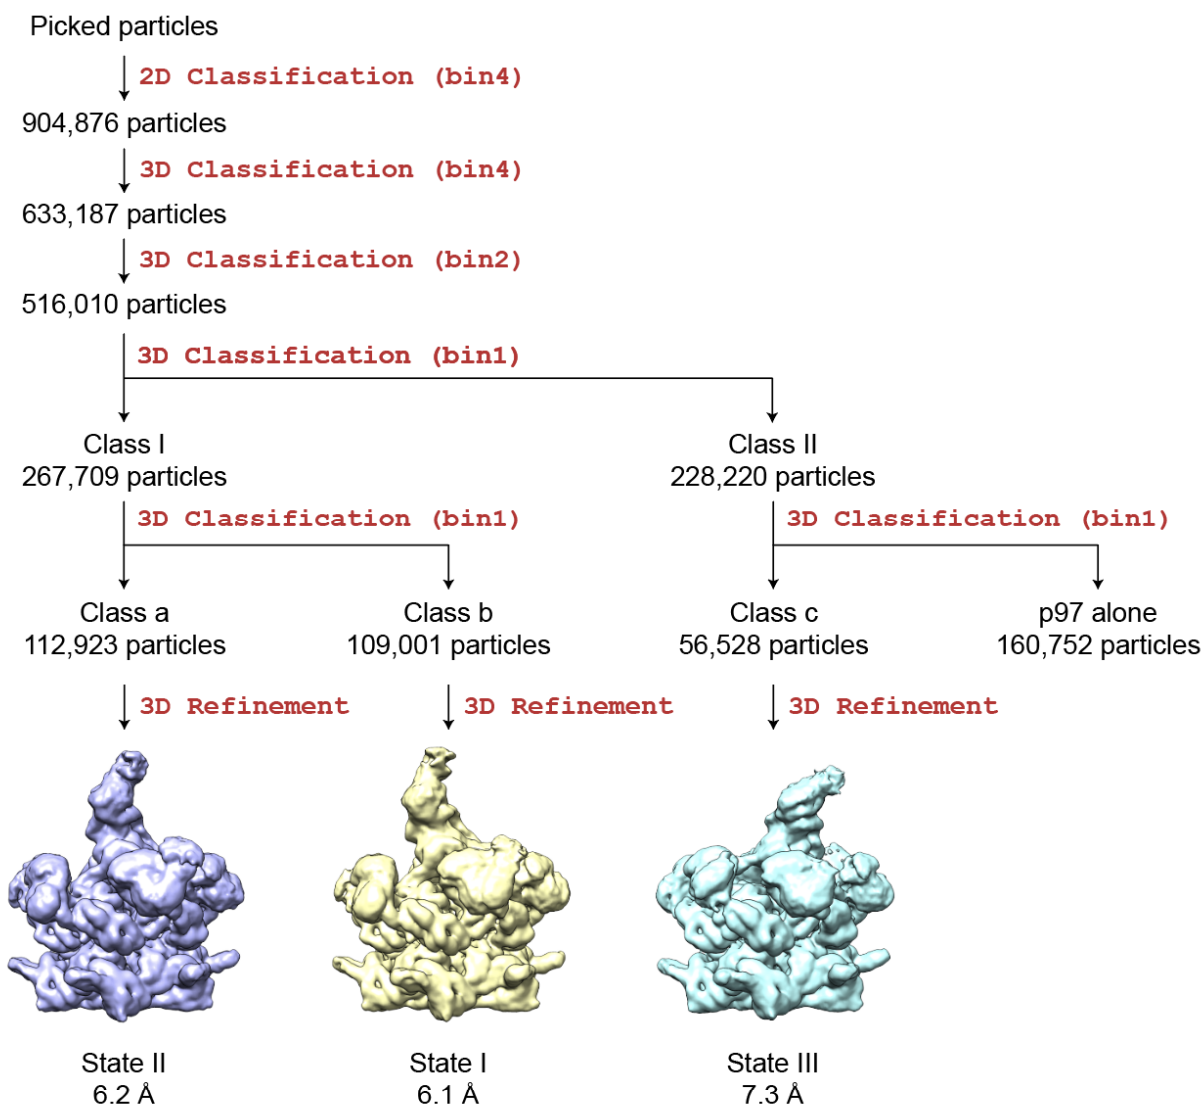 Picked particles
2D Classification (bin4)
904,876 particles
3D Classification (bin4)
633,187 particles
3D Classification (bin2)
516,010 particles
3D Classification (bin1)
Class I
267,709 particles
Class II
228,220 particles
3D Classification (bin1)
3D Classification (bin1)
Class a
112,923 particles
Class b
109,001 particles
Class c
56,528 particles
p97 alone
160,752 particles
3D Refinement
3D Refinement
3D Refinement
State II
6.2 Å
State I
6.1 Å
State III
7.3 Å